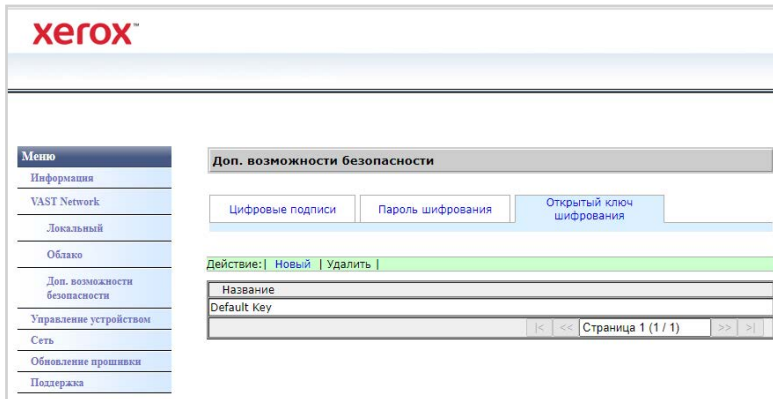 xerox™
Меню
Информация
VAST Network
Локальный
Облако
Доп. возможности
безопасности
Управление устройством
Сеть
Обновление прошивки
Поддержка
Доп. возможности безопасности
Цифровые подписи
Пароль шифрования
Открытый ключ
шифрования
Действие:| Новый | Удалить |
Название
Default Key
|< << Страница 1 (1 / 1) >> >|